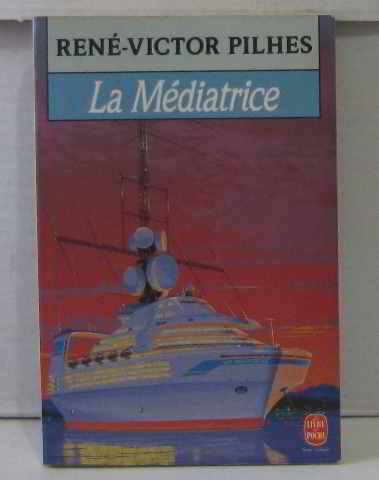 RENÉ-VICTOR PILHES
La Médiatrice
LE LIVRE
DE POCHE